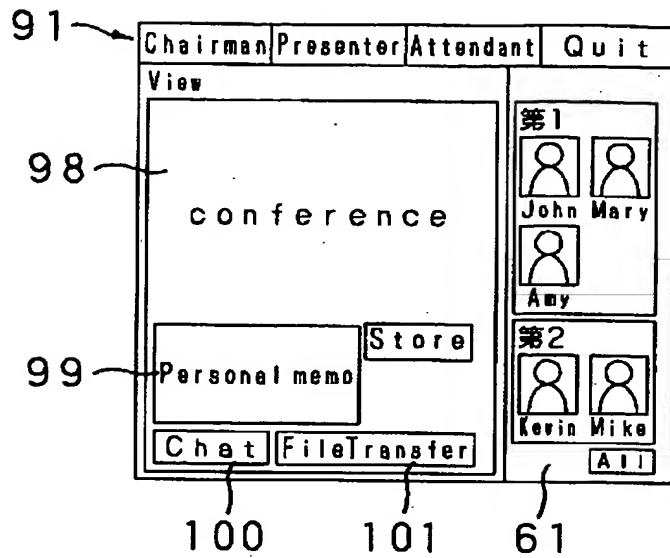 91
Chairman Presenter Attendant Quit
View
第1
98
conference
John Mary
Amy
Store
第2
99
Personal memo
Kevin Mike
Chat FileTransfer
All
100 101 61